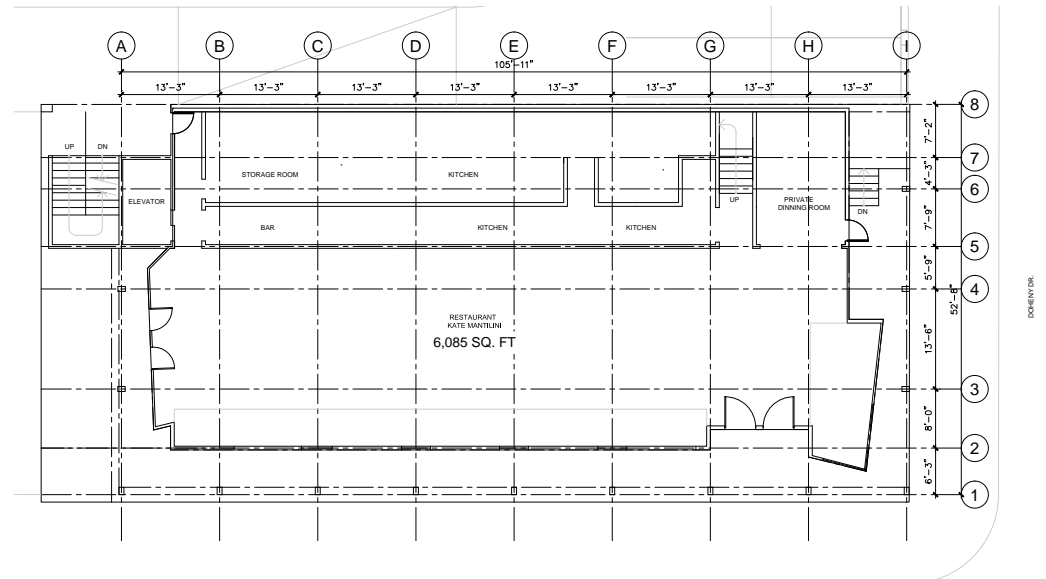 A B C D E F G H I
105'-11"
13'-3" 13'-3" 13'-3" 13'-3" 13'-3" 13'-3" 13'-3" 13'-3"
8
7'-2"
UP DN
7
STORAGE ROOM KITCHEN
4'-3"
6
ELEVATOR
UP
PRIVATE
DINNING ROOM
DN
7'-9"
BAR KITCHEN KITCHEN
5
5'-9"
4
52'-8"
DOHENY DR.
RESTAURANT
KATE MANTILINI
6,085 SQ. FT
13'-6"
3
8'-0"
2
6'-3"
1